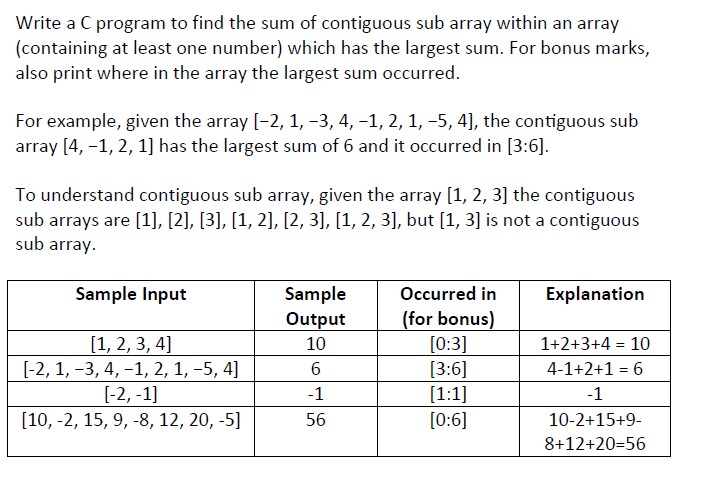 Write a C program to find the sum of contiguous sub array within an array
(containing at least one number) which has the largest sum. For bonus marks,
also print where in the array the largest sum occurred.
For example, given the array [−2, 1, −3, 4, −1, 2, 1, −5, 4], the contiguous sub
array [4, −1, 2, 1] has the largest sum of 6 and it occurred in [3:6].
To understand contiguous sub array, given the array [1, 2, 3] the contiguous
sub arrays are [1], [2], [3], [1, 2], [2, 3], [1, 2, 3], but [1, 3] is not a contiguous
sub array.
Sample Input Sample Occurred in Explanation
Output (for bonus)
[1, 2, 3, 4] 10 [0:3] 1+2+3+4 = 10
[-2, 1, −3, 4, −1, 2, 1, −5, 4] 6 [3:6] 4-1+2+1 = 6
[-2, -1] -1 [1:1] -1
[10, -2, 15, 9, -8, 12, 20, -5] 56 [0:6] 10-2+15+9-
8+12+20=56